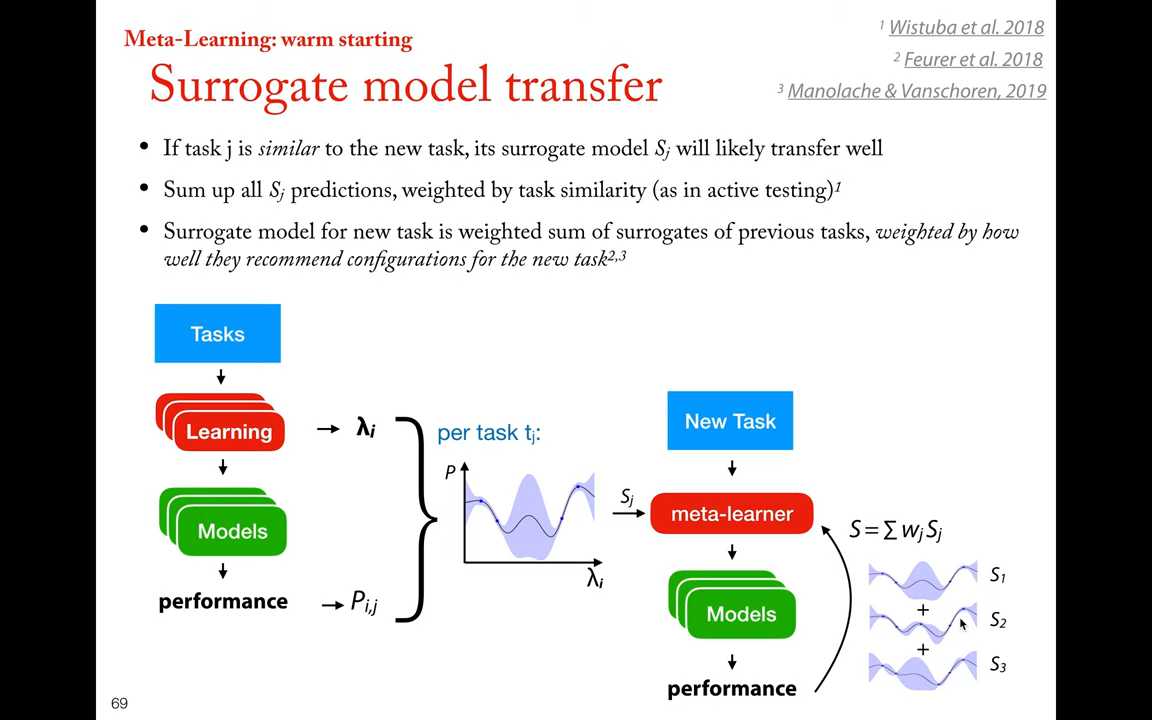 Meta-Learning: warm starting
Surrogate model transfer
1 Wistuba et al. 2018
2 Feurer et al. 2018
3 Manolache & Vanschoren, 2019
• If task j is similar to the new task, its surrogate model Sj will likely transfer well
• Sum up all Sj predictions, weighted by task similarity (as in active testing)1
• Surrogate model for new task is weighted sum of surrogates of previous tasks, weighted by how
well they recommend configurations for the new task2,3
Tasks
Learning
λi
Models
performance
Pi,j
per task tj:
P
λi
Sj
New Task
meta-learner
Models
performance
S = ∑ wj Sj
S1
+
S2
+
S3
69